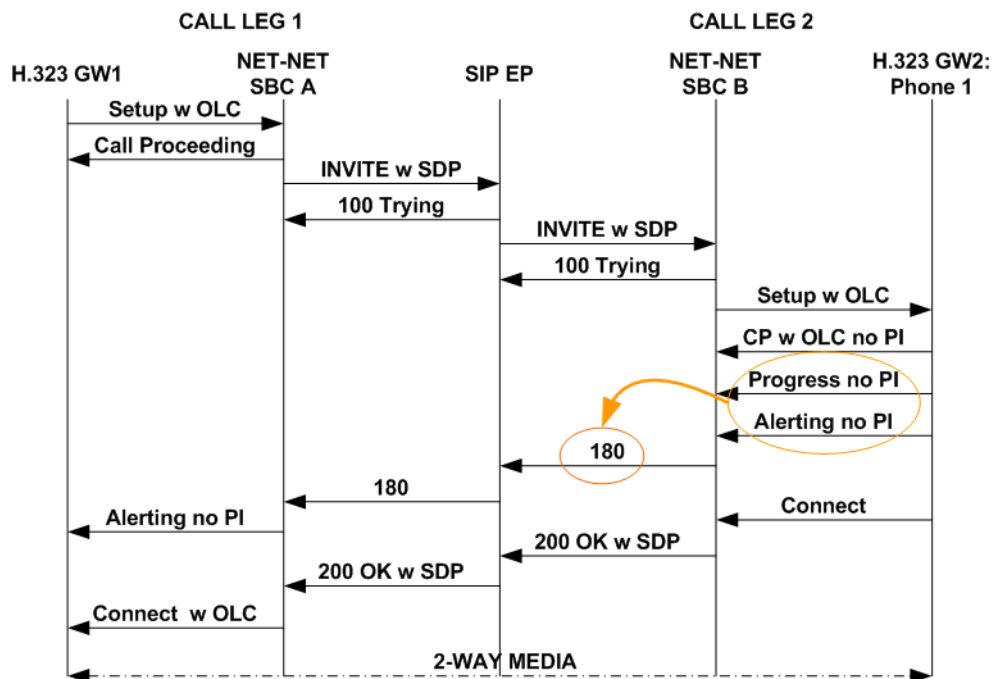 CALL LEG 1
CALL LEG 2
H.323 GW1
NET-NET
SBC A
SIP EP
NET-NET
SBC B
H.323 GW2:
Phone 1
Setup w OLC
Call Proceeding
INVITE w SDP
100 Trying
INVITE w SDP
100 Trying
Setup w OLC
CP w OLC no PI
Progress no PI
Alerting no PI
180
180
Connect
Alerting no PI
200 OK w SDP
200 OK w SDP
Connect w OLC
2-WAY MEDIA